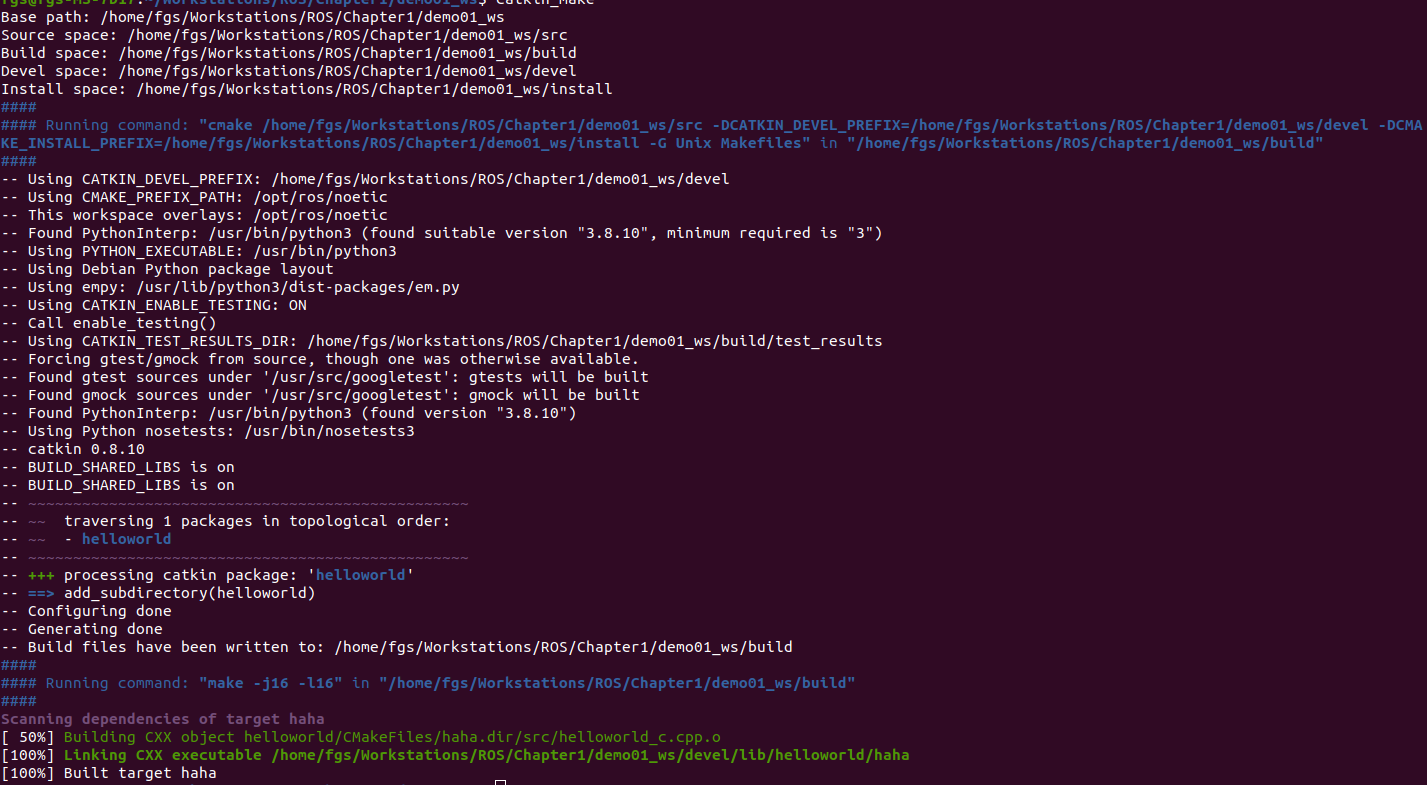 fgs@fgs-MS-7D17:~/Workstations/ROS/Chapter1/demo01_ws$ catkin_make
Base path: /home/fgs/Workstations/ROS/Chapter1/demo01_ws
Source space: /home/fgs/Workstations/ROS/Chapter1/demo01_ws/src
Build space: /home/fgs/Workstations/ROS/Chapter1/demo01_ws/build
Devel space: /home/fgs/Workstations/ROS/Chapter1/demo01_ws/devel
Install space: /home/fgs/Workstations/ROS/Chapter1/demo01_ws/install
####
#### Running command: "cmake /home/fgs/Workstations/ROS/Chapter1/demo01_ws/src -DCATKIN_DEVEL_PREFIX=/home/fgs/Workstations/ROS/Chapter1/demo01_ws/devel -DCMA
KE_INSTALL_PREFIX=/home/fgs/Workstations/ROS/Chapter1/demo01_ws/install -G Unix Makefiles" in "/home/fgs/Workstations/ROS/Chapter1/demo01_ws/build"
####
-- Using CATKIN_DEVEL_PREFIX: /home/fgs/Workstations/ROS/Chapter1/demo01_ws/devel
-- Using CMAKE_PREFIX_PATH: /opt/ros/noetic
-- This workspace overlays: /opt/ros/noetic
-- Found PythonInterp: /usr/bin/python3 (found suitable version "3.8.10", minimum required is "3")
-- Using PYTHON_EXECUTABLE: /usr/bin/python3
-- Using Debian Python package layout
-- Using empy: /usr/lib/python3/dist-packages/em.py
-- Using CATKIN_ENABLE_TESTING: ON
-- Call enable_testing()
-- Using CATKIN_TEST_RESULTS_DIR: /home/fgs/Workstations/ROS/Chapter1/demo01_ws/build/test_results
-- Forcing gtest/gmock from source, though one was otherwise available.
-- Found gtest sources under '/usr/src/googletest': gtests will be built
-- Found gmock sources under '/usr/src/googletest': gmock will be built
-- Found PythonInterp: /usr/bin/python3 (found version "3.8.10")
-- Using Python nosetests: /usr/bin/nosetests3
-- catkin 0.8.10
-- BUILD_SHARED_LIBS is on
-- BUILD_SHARED_LIBS is on
-- ~~~~~~~~~~~~~~~~~~~~~~~~~~~~~~~~~~~~~~~~~~~~~~~~~
-- ~~  traversing 1 packages in topological order:
-- ~~  - helloworld
-- ~~~~~~~~~~~~~~~~~~~~~~~~~~~~~~~~~~~~~~~~~~~~~~~~~
-- +++ processing catkin package: 'helloworld'
-- ==> add_subdirectory(helloworld)
-- Configuring done
-- Generating done
-- Build files have been written to: /home/fgs/Workstations/ROS/Chapter1/demo01_ws/build
####
#### Running command: "make -j16 -l16" in "/home/fgs/Workstations/ROS/Chapter1/demo01_ws/build"
####
Scanning dependencies of target haha
[ 50%] Building CXX object helloworld/CMakeFiles/haha.dir/src/helloworld_c.cpp.o
[100%] Linking CXX executable /home/fgs/Workstations/ROS/Chapter1/demo01_ws/devel/lib/helloworld/haha
[100%] Built target haha